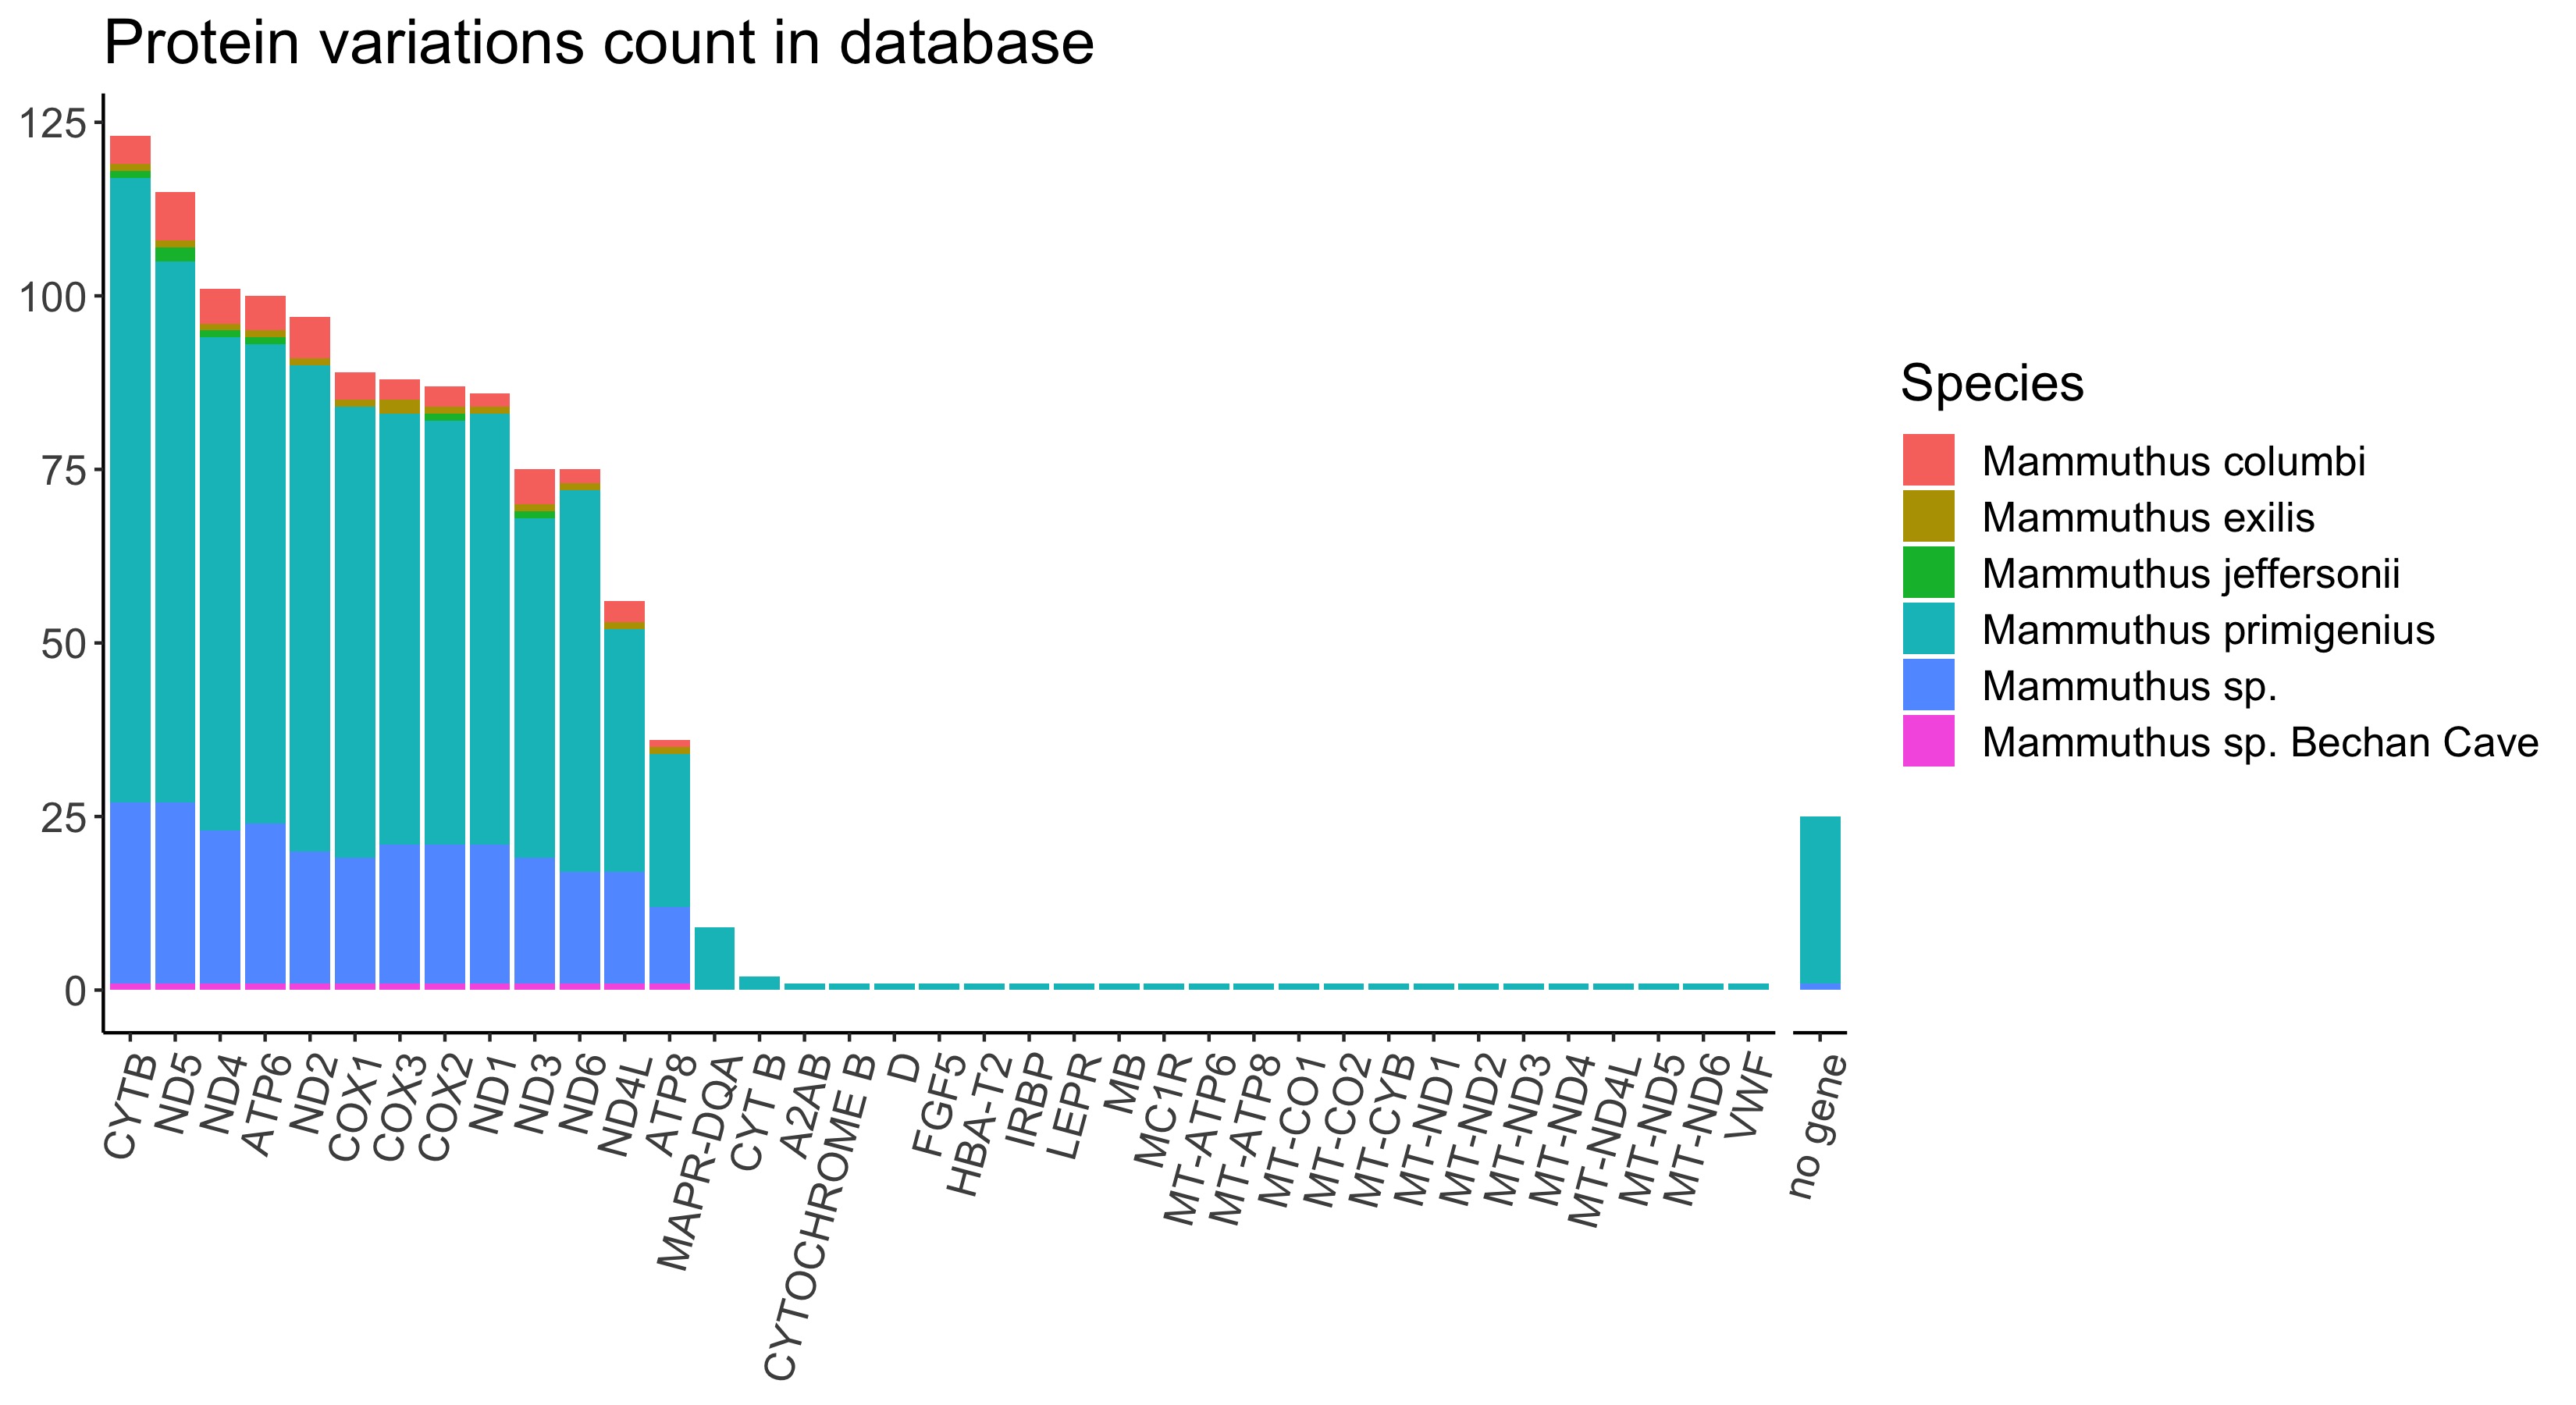 Protein variations count in database
125
100
75
50
25
0
CYTB
ND5
ND4
ATP6
ND2
COX1
COX3
COX2
ND1
ND3
ND6
ND4L
ATP8
MAPR-DQA
CYT B
A2AB
CYTOCHROME B
D
FGF5
HBA-T2
IRBP
LEPR
MB
MC1R
MT-ATP6
MT-ATP8
MT-CO1
MT-CO2
MT-CYB
MT-ND1
MT-ND2
MT-ND3
MT-ND4
MT-ND4L
MT-ND5
MT-ND6
VWF
no gene
Species
Mammuthus columbi
Mammuthus exilis
Mammuthus jeffersonii
Mammuthus primigenius
Mammuthus sp.
Mammuthus sp. Bechan Cave